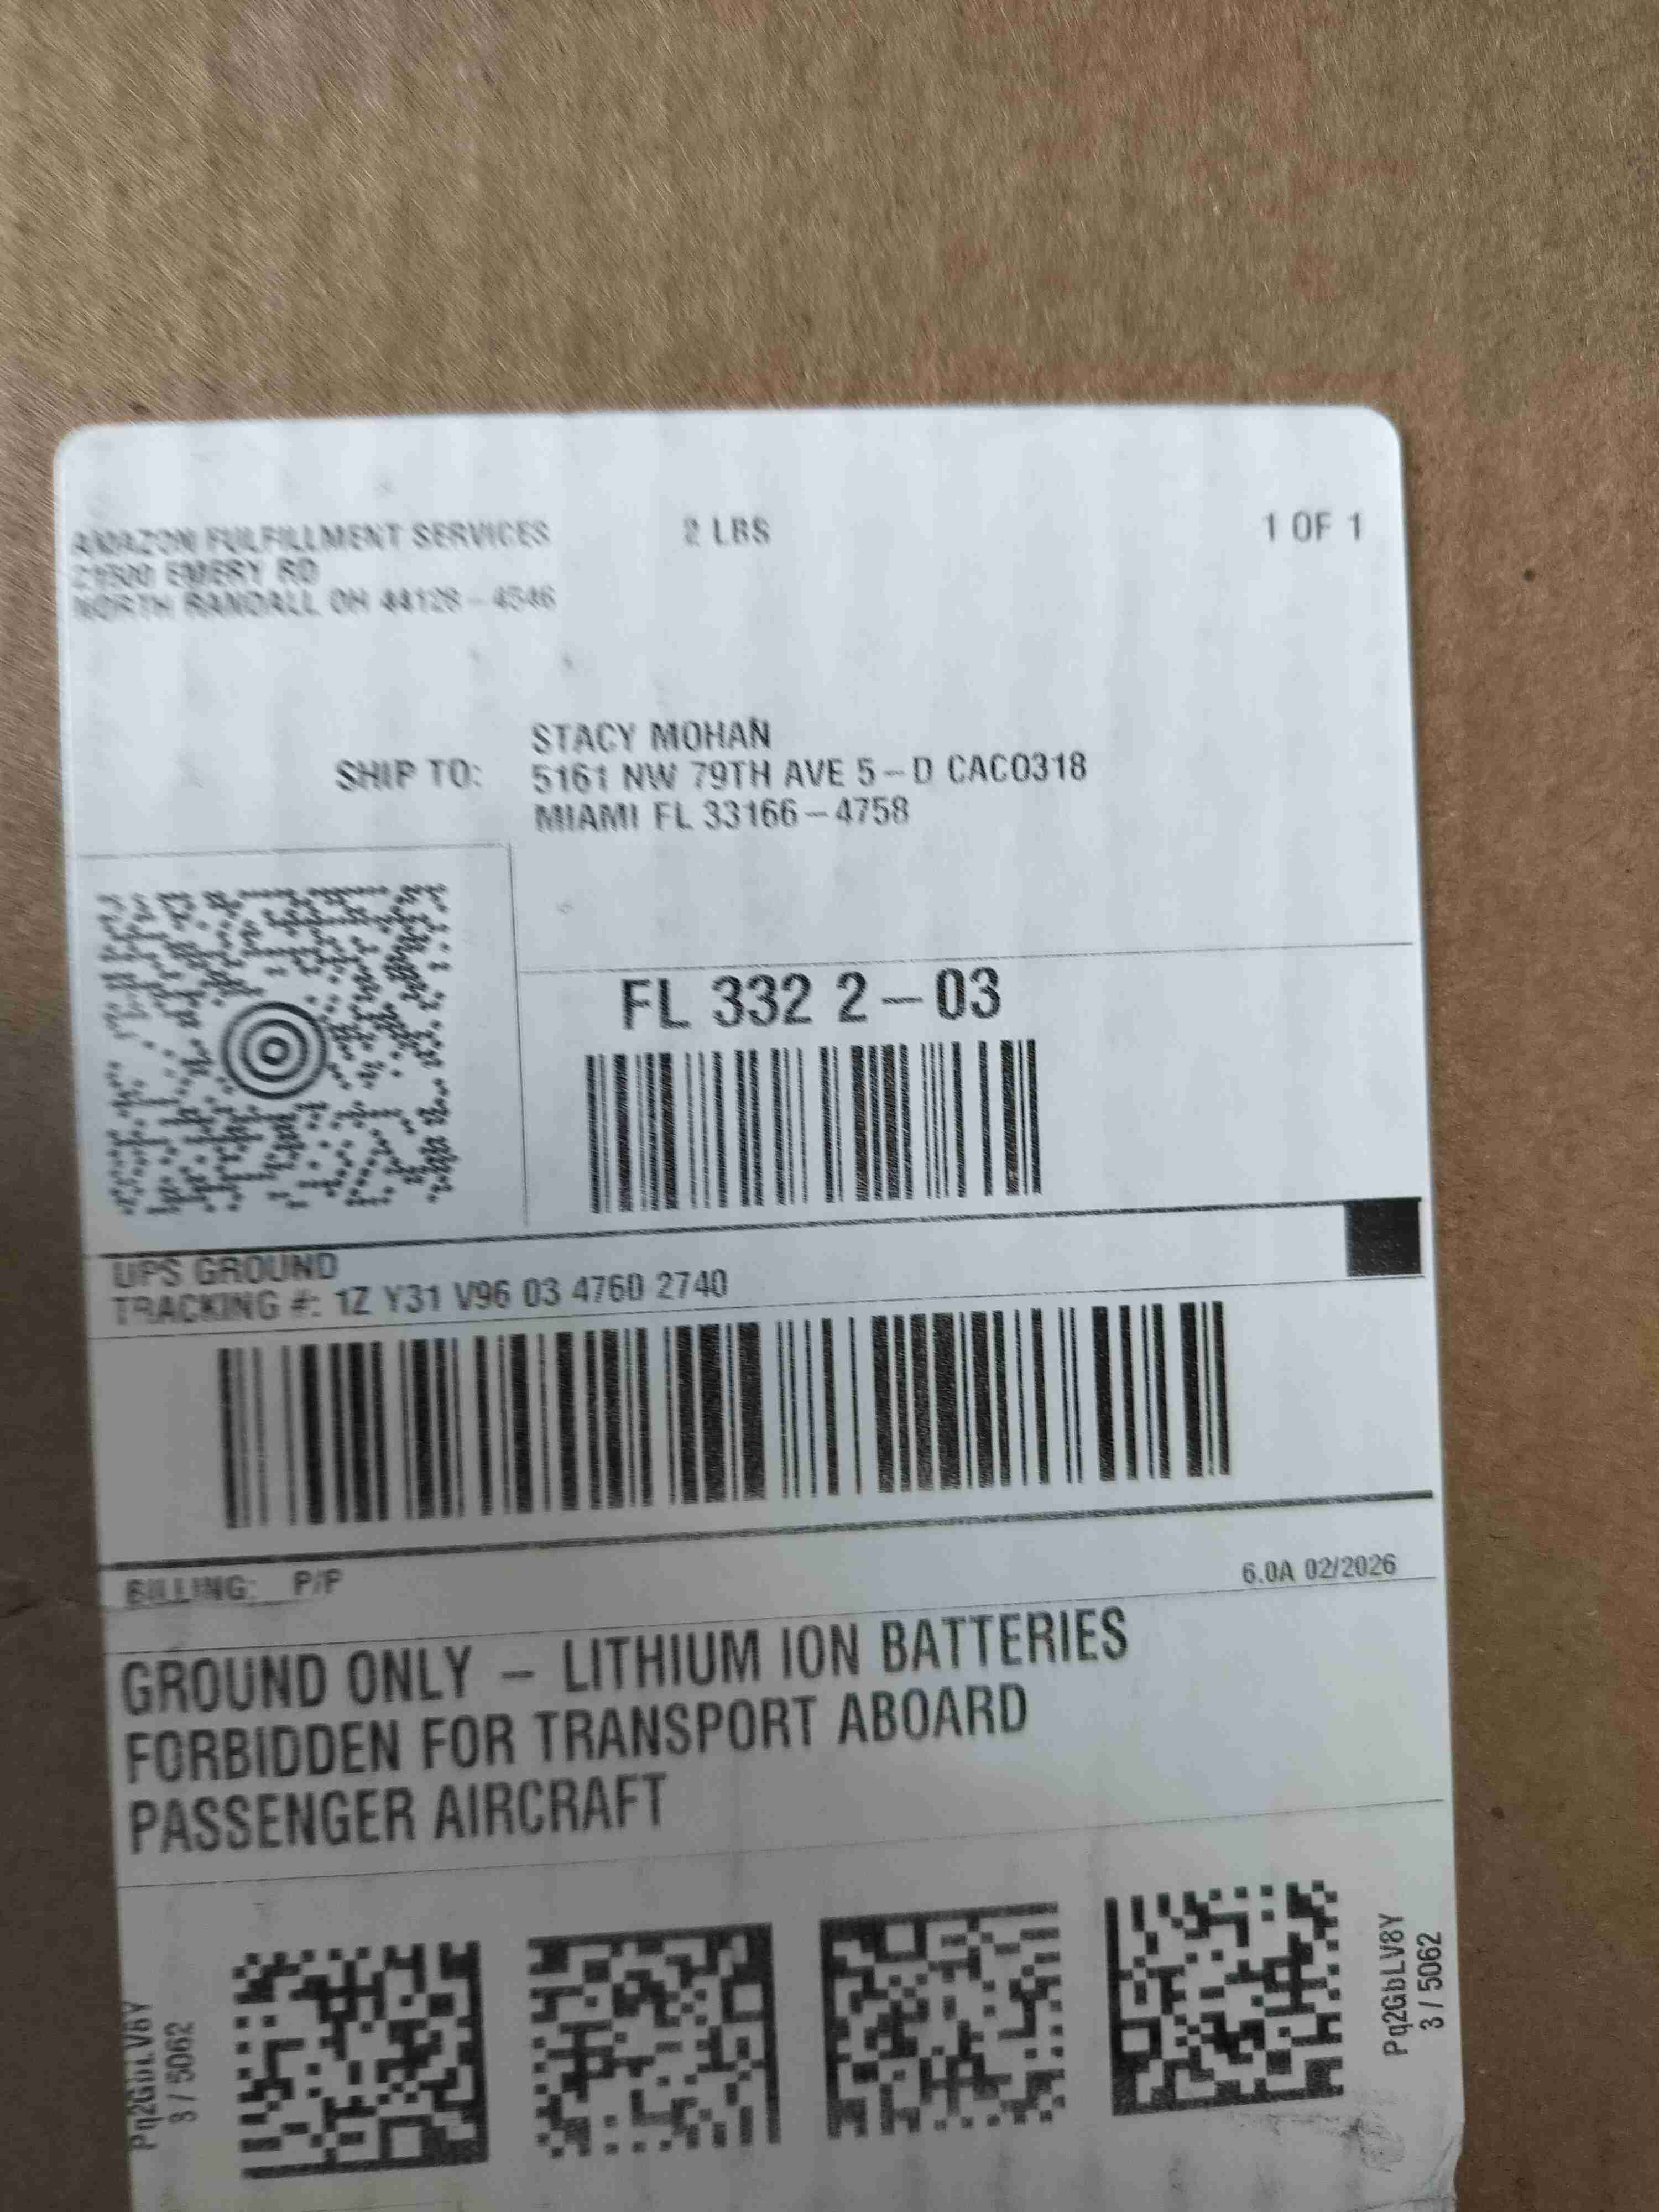 AMAZON FULFILLMENT SERVICES
21500 EMERY RD
NORTH RANDALL OH 44128-4546
2 LBS
1 OF 1
SHIP TO:
STACY MOHAN
5161 NW 79TH AVE 5-D CAC0318
MIAMI FL 33166-4758
FL 332 2-03
UPS GROUND
TRACKING #: 1Z Y31 V96 03 4760 2740
BILLING: P/P
6.0A 02/2026
GROUND ONLY - LITHIUM ION BATTERIES
FORBIDDEN FOR TRANSPORT ABOARD
PASSENGER AIRCRAFT
Pq2GbLV8Y
3 / 5062
Pq2GbLV8Y
3 / 5062